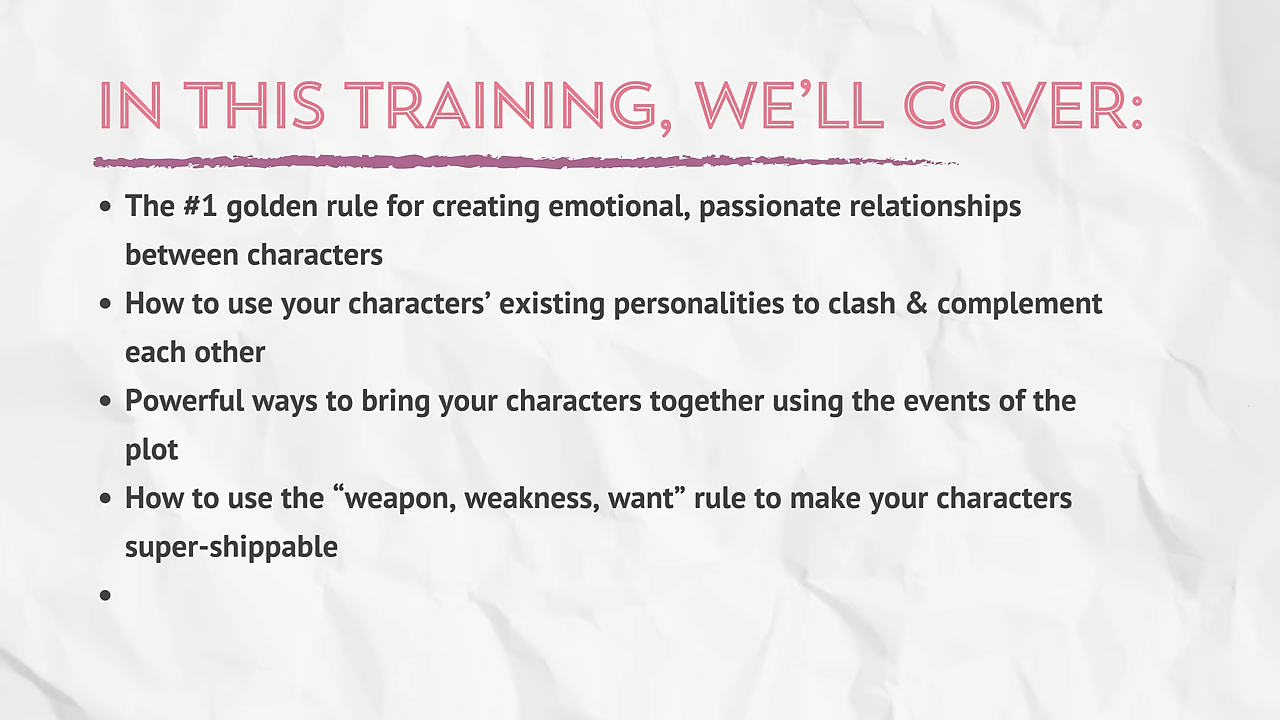 IN THIS TRAINING, WE’LL COVER:
• The #1 golden rule for creating emotional, passionate relationships
between characters
• How to use your characters’ existing personalities to clash & complement
each other
• Powerful ways to bring your characters together using the events of the
plot
• How to use the “weapon, weakness, want” rule to make your characters
super-shippable
•